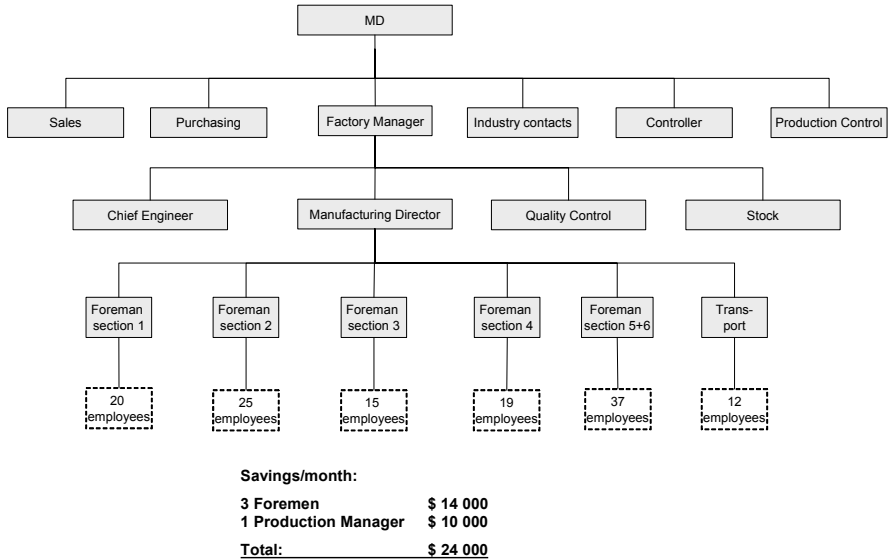 MD
Sales
Purchasing
Factory Manager
Industry contacts
Controller
Production Control
Chief Engineer
Manufacturing Director
Quality Control
Stock
Foreman
section 1
Foreman
section 2
Foreman
section 3
Foreman
section 4
Foreman
section 5+6
Trans-
port
20
employees
25
employees
15
employees
19
employees
37
employees
12
employees
Savings/month:
3 Foremen $ 14 000
1 Production Manager $ 10 000
Total: $ 24 000